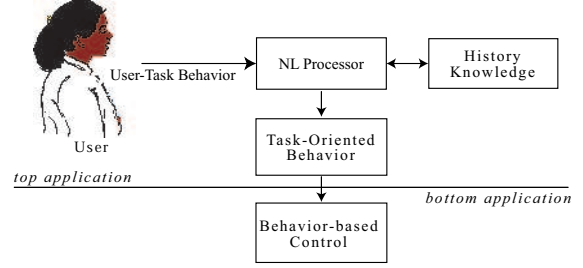 User-Task Behavior
NL Processor
History
Knowledge
User
Task-Oriented
Behavior
top application
bottom application
Behavior-based
Control